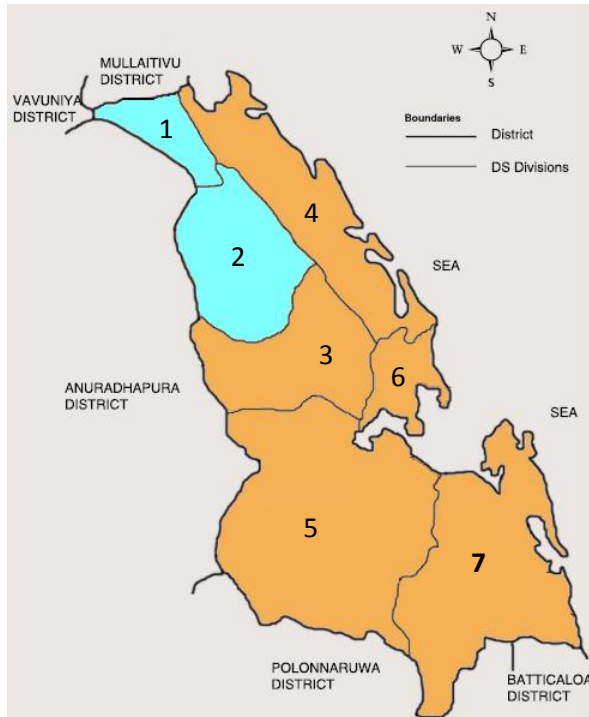 N
W E
S
MULLAITIVU
DISTRICT
VAVUNIYA
DISTRICT
Boundaries
District
DS Divisions
1
4
2
SEA
3
6
ANURADHAPURA
DISTRICT
SEA
5
7
POLONNARUWA
DISTRICT
BATTICALOA
DISTRICT